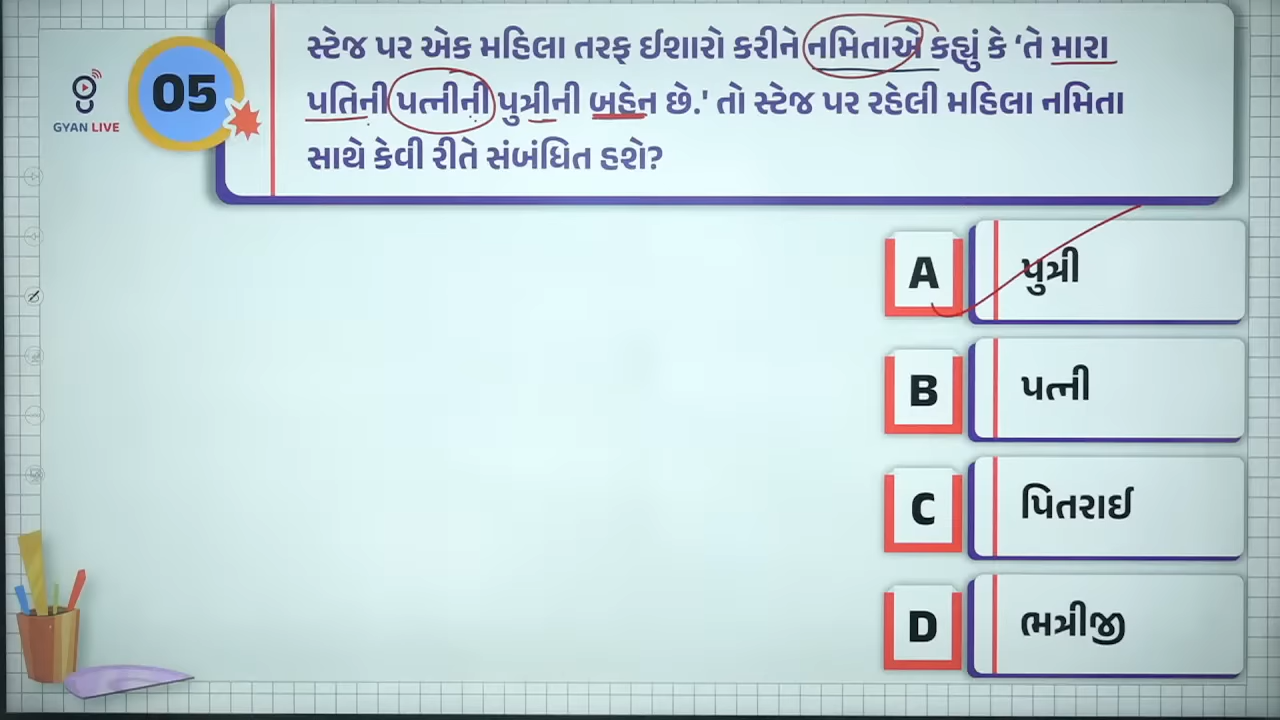 સ્ટેજ પર એક મહિલા તરફ ઈશારો કરીને નમિતાએ કહ્યું કે ‘તે મારા
પતિની પત્નીની પુત્રીની બહેન છે.' તો સ્ટેજ પર રહેલી મહિલા નમિતા
સાથે કેવી રીતે સંબંધિત હશે?
05
GYAN LIVE
A પુત્રી
B પત્ની
C પિતરાઈ
D ભત્રીજી